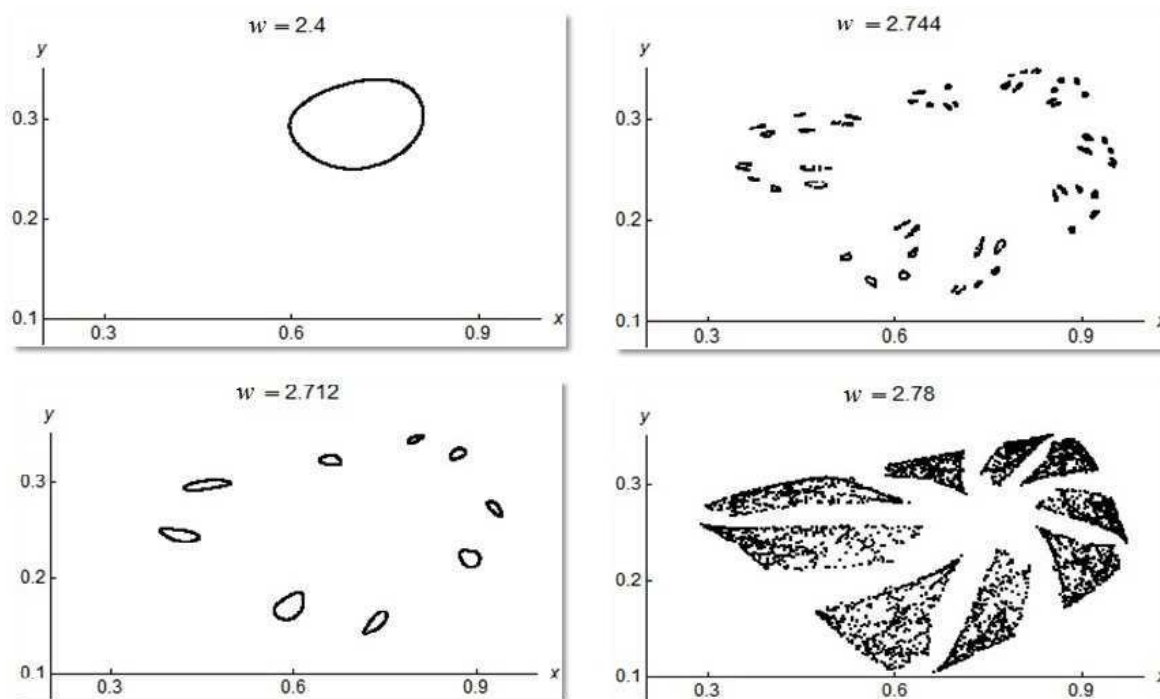 w = 2.4
y
0.3
0.2
0.1
0.3 0.6 0.9 x
w = 2.744
y
0.3
0.2
0.1
0.3 0.6 0.9 x
w = 2.712
y
0.3
0.2
0.1
0.3 0.6 0.9 x
w = 2.78
y
0.3
0.2
0.1
0.3 0.6 0.9 x